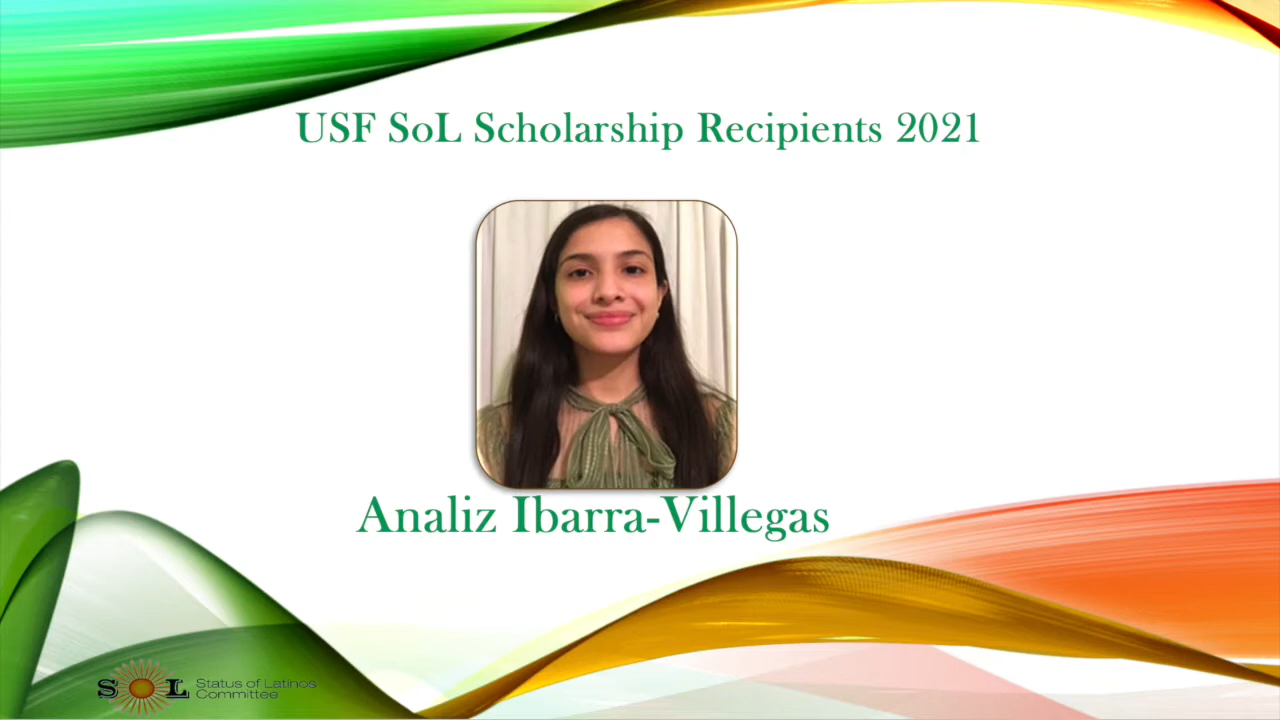 USF SoL Scholarship Recipients 2021
Analiz Ibarra-Villegas
SOL
Status of Latinos
Committee